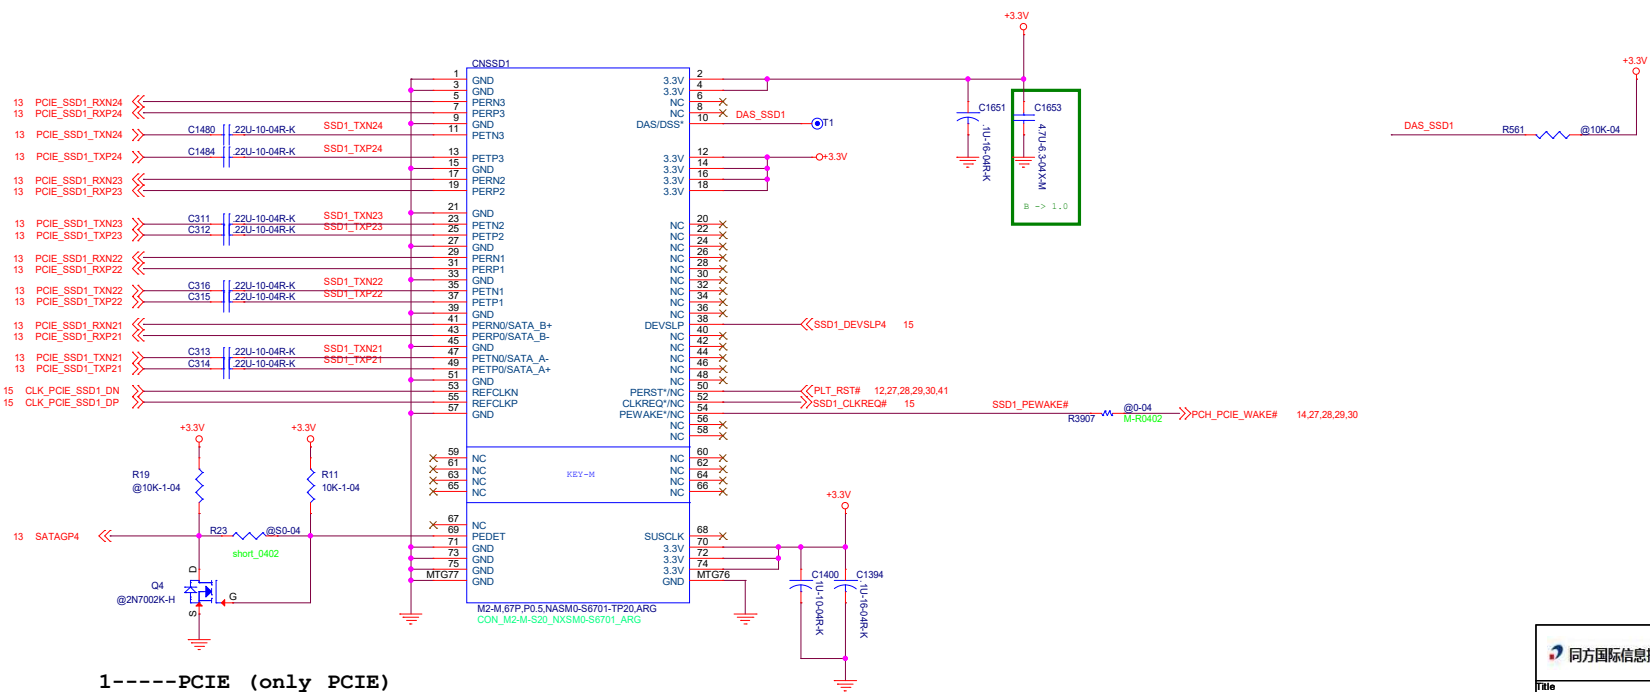 +3.3V
+3.3V
CNSSD1
1 GND 3.3V 2
3 GND 3.3V 4
13 PCIE_SSD1_RXN24 5 PERN3 NC 6
13 PCIE_SSD1_RXP24 7 PERP3 NC 8
9 GND DAS/DSS* 10 DAS_SSD1 T1
13 PCIE_SSD1_TXN24 C1480 .22U-10-04R-K SSD1_TXN24 11 PETN3
C1651 .1U-16-04R-K
C1653 4.7U-6.3-04X-M
B -> 1.0
DAS_SSD1 R561 @10K-04
13 PCIE_SSD1_TXP24 C1484 .22U-10-04R-K SSD1_TXP24 13 PETP3 3.3V 12 +3.3V
15 GND 3.3V 14
13 PCIE_SSD1_RXN23 17 PERN2 3.3V 16
13 PCIE_SSD1_RXP23 19 PERP2 3.3V 18
21 GND NC 20
13 PCIE_SSD1_TXN23 C311 .22U-10-04R-K SSD1_TXN23 23 PETN2 NC 22
13 PCIE_SSD1_TXP23 C312 .22U-10-04R-K SSD1_TXP23 25 PETP2 NC 24
27 GND NC 26
13 PCIE_SSD1_RXN22 29 PERN1 NC 28
13 PCIE_SSD1_RXP22 31 PERP1 NC 30
33 GND NC 32
13 PCIE_SSD1_TXN22 C316 .22U-10-04R-K SSD1_TXN22 35 PETN1 NC 34
13 PCIE_SSD1_TXP22 C315 .22U-10-04R-K SSD1_TXP22 37 PETP1 NC 36
39 GND DEVSLP 38 SSD1_DEVSLP4 15
13 PCIE_SSD1_RXN21 41 PERN0/SATA_B+ NC 40
13 PCIE_SSD1_RXP21 43 PERP0/SATA_B- NC 42
45 GND NC 44
13 PCIE_SSD1_TXN21 C313 .22U-10-04R-K SSD1_TXN21 47 PETN0/SATA_A- NC 46
13 PCIE_SSD1_TXP21 C314 .22U-10-04R-K SSD1_TXP21 49 PETP0/SATA_A+ NC 48
51 GND PERST*/NC 50 PLT_RST# 12,27,28,29,30,41
15 CLK_PCIE_SSD1_DN 53 REFCLKN CLKREQ*/NC 52 SSD1_CLKREQ# 15
15 CLK_PCIE_SSD1_DP 55 REFCLKP PEWAKE*/NC 54 SSD1_PEWAKE# R3907 @0-04 M-R0402 PCH_PCIE_WAKE# 14,27,28,29,30
57 GND NC 56
NC 58
59 NC NC 60
61 NC KEY-M NC 62
63 NC NC 64
65 NC NC 66
+3.3V +3.3V
R19 @10K-1-04
R11 10K-1-04
+3.3V
67 NC SUSCLK 68
13 SATAGP4 R23 @S0-04 short_0402 69 PEDET 3.3V 70
71 GND 3.3V 72
73 GND 3.3V 74
75 GND GND MTG76
MTG77 GND
C1400 .1U-10-04R-K
C1394 .1U-16-04R-K
Q4 @2N7002K-H D G S
M2-M,67P,P0.5,NASM0-S6701-TP20,ARG
CON_M2-M-S20_NXSM0-S6701_ARG
1-----PCIE (only PCIE)
同方国际信息
Title